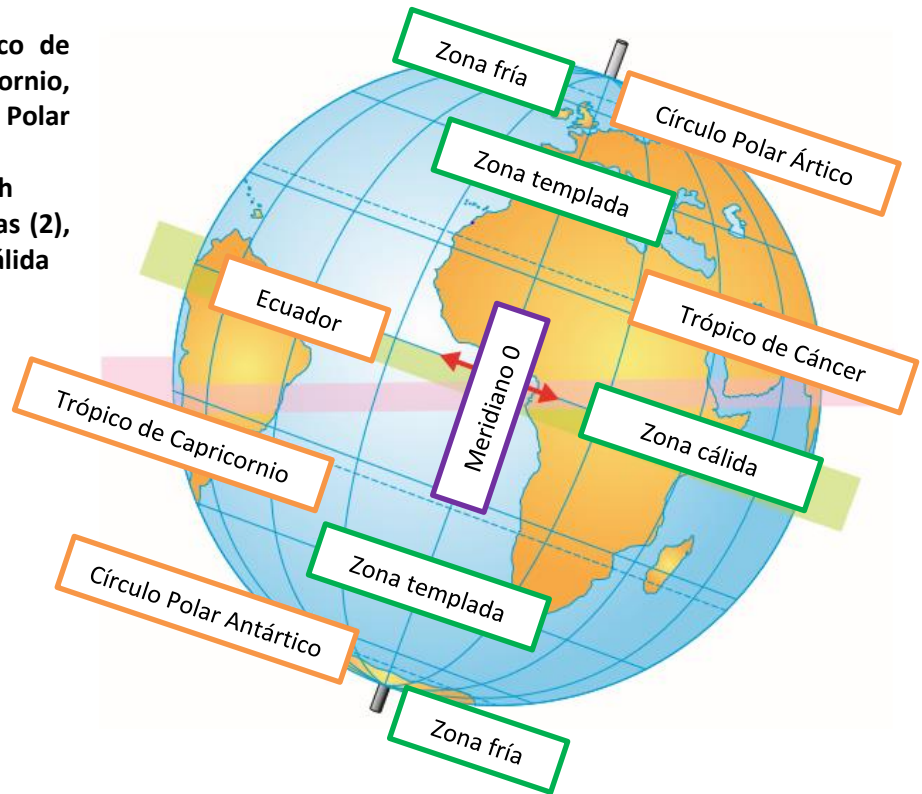 co de
ornio,
Polar
h
as (2),
álida
Zona fría
Círculo Polar Ártico
Zona templada
Ecuador
Trópico de Cáncer
Meridiano 0
Trópico de Capricornio
Zona cálida
Zona templada
Círculo Polar Antártico
Zona fría